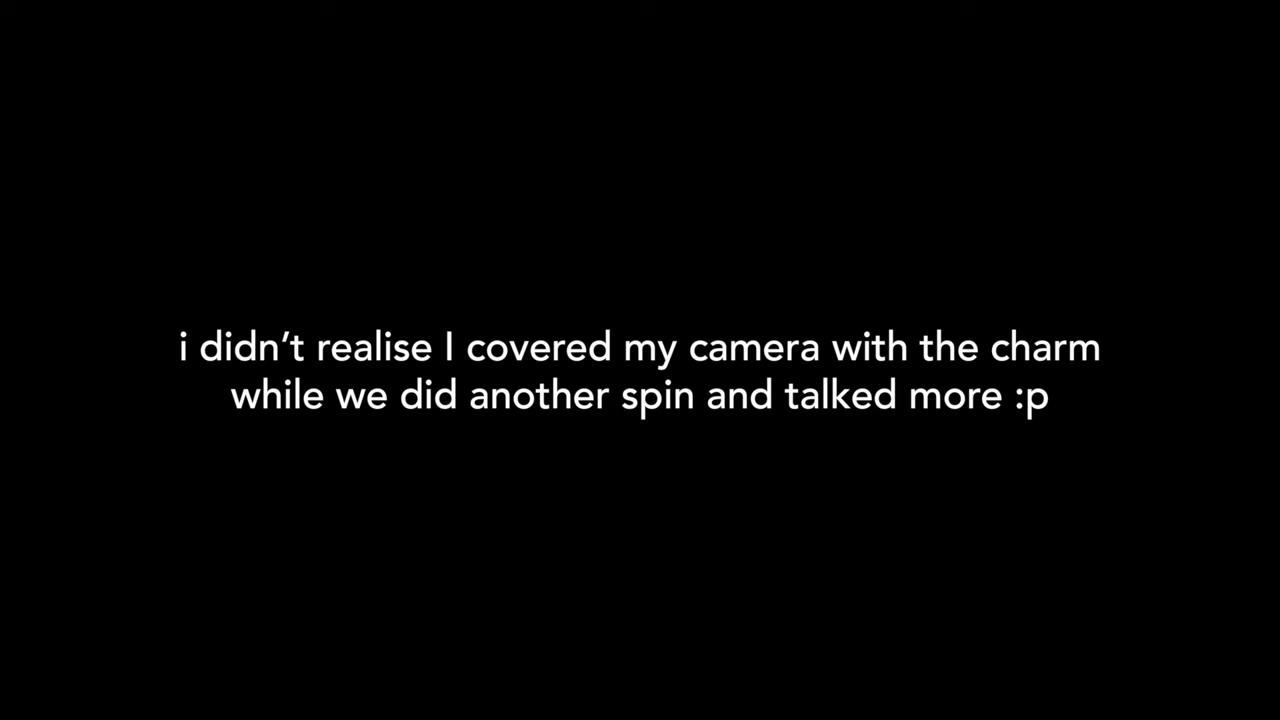 i didn’t realise I covered my camera with the charm
while we did another spin and talked more :p